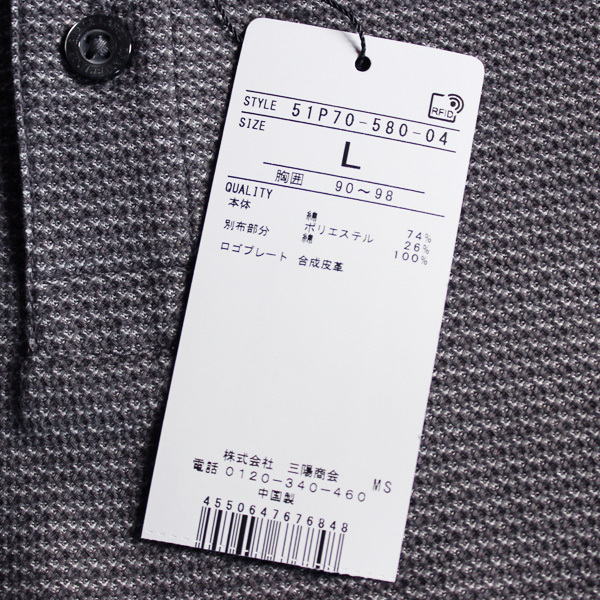 RFID
STYLE 51P70-580-04
SIZE
L
胸囲 90～98
QUALITY
本体 綿 74%
ポリエステル 26%
別布部分 綿 100%
ロゴプレート 合成皮革
株式会社 三陽商会
電話 0120-340-460 MS
中国製
4550647676848